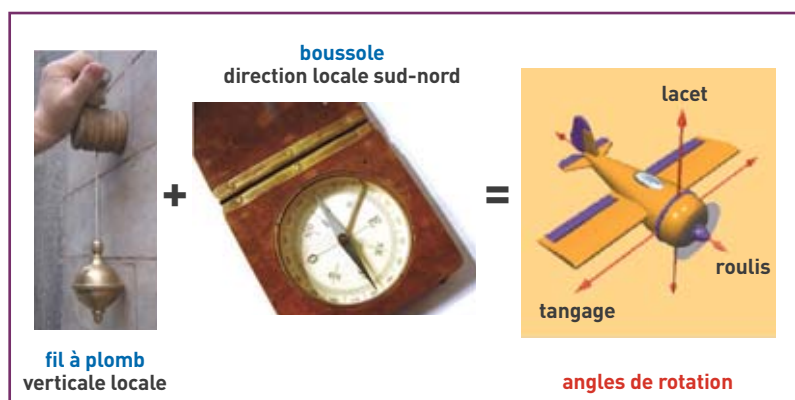 boussole
direction locale sud-nord
fil à plomb
verticale locale
+
=
lacet
roulis
tangage
angles de rotation